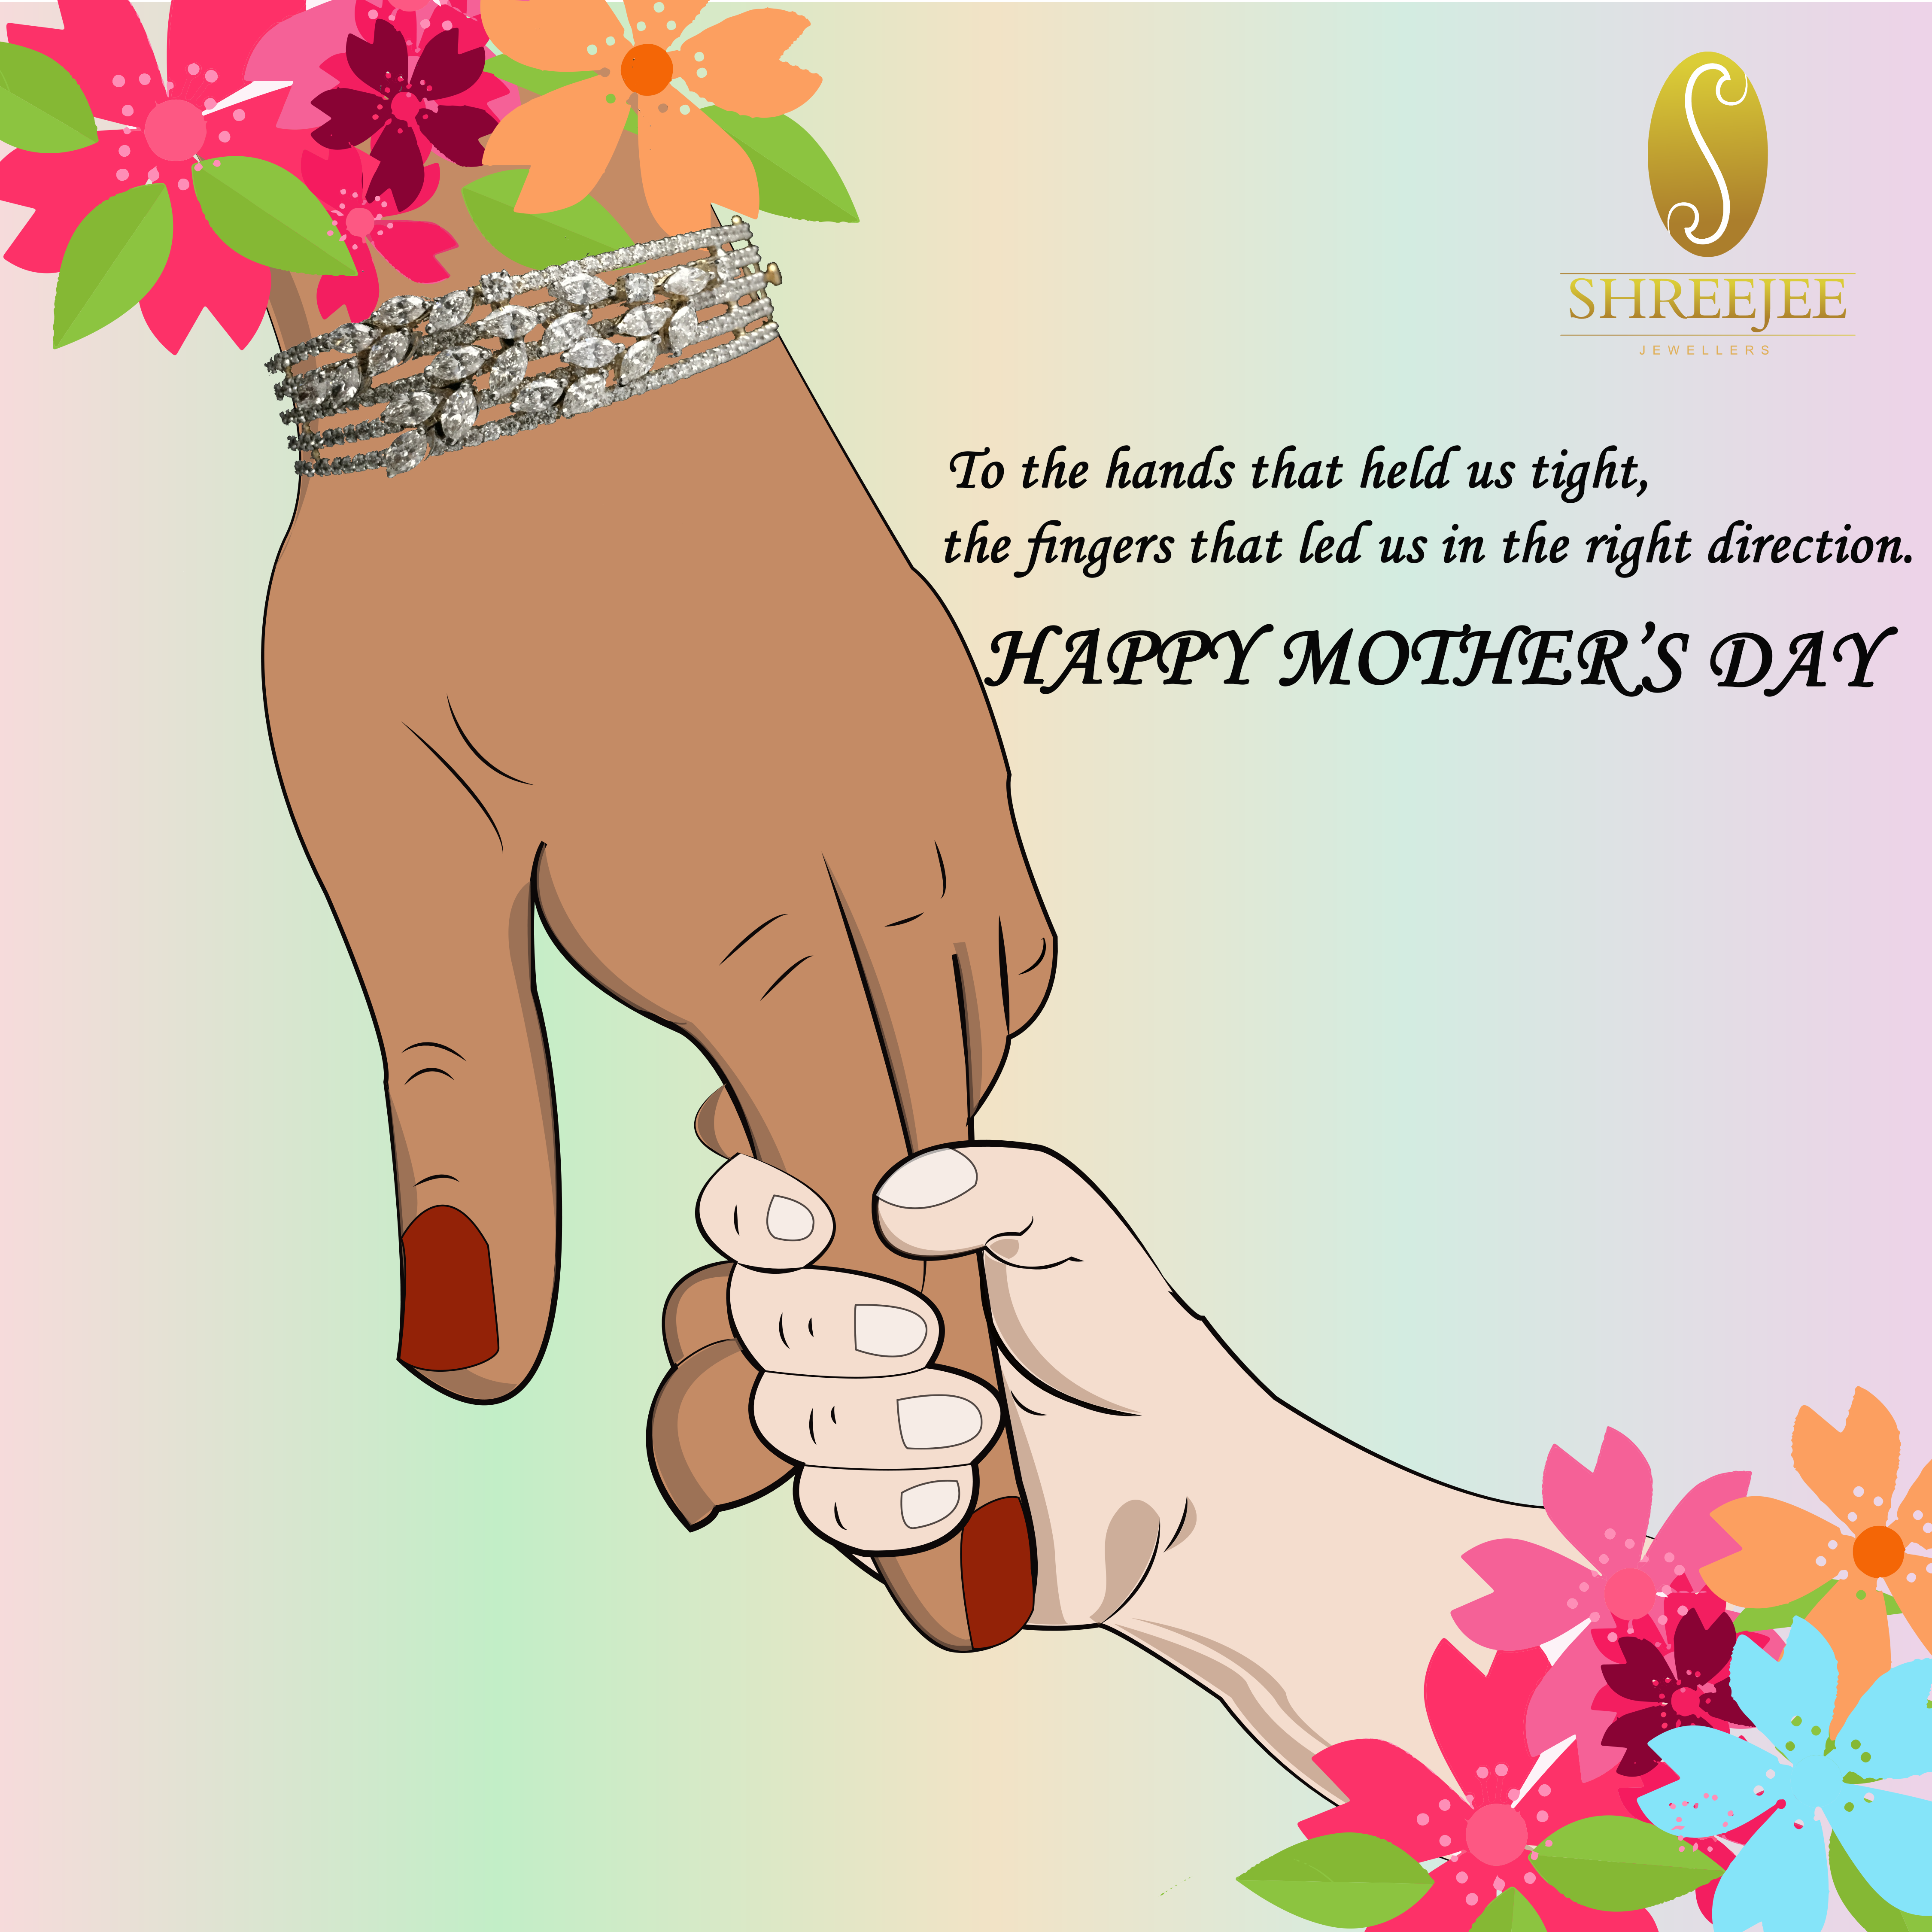 S
SHREEJEE
JEWELLERS
To the hands that held us tight,
the fingers that led us in the right direction.
HAPPY MOTHER'S DAY